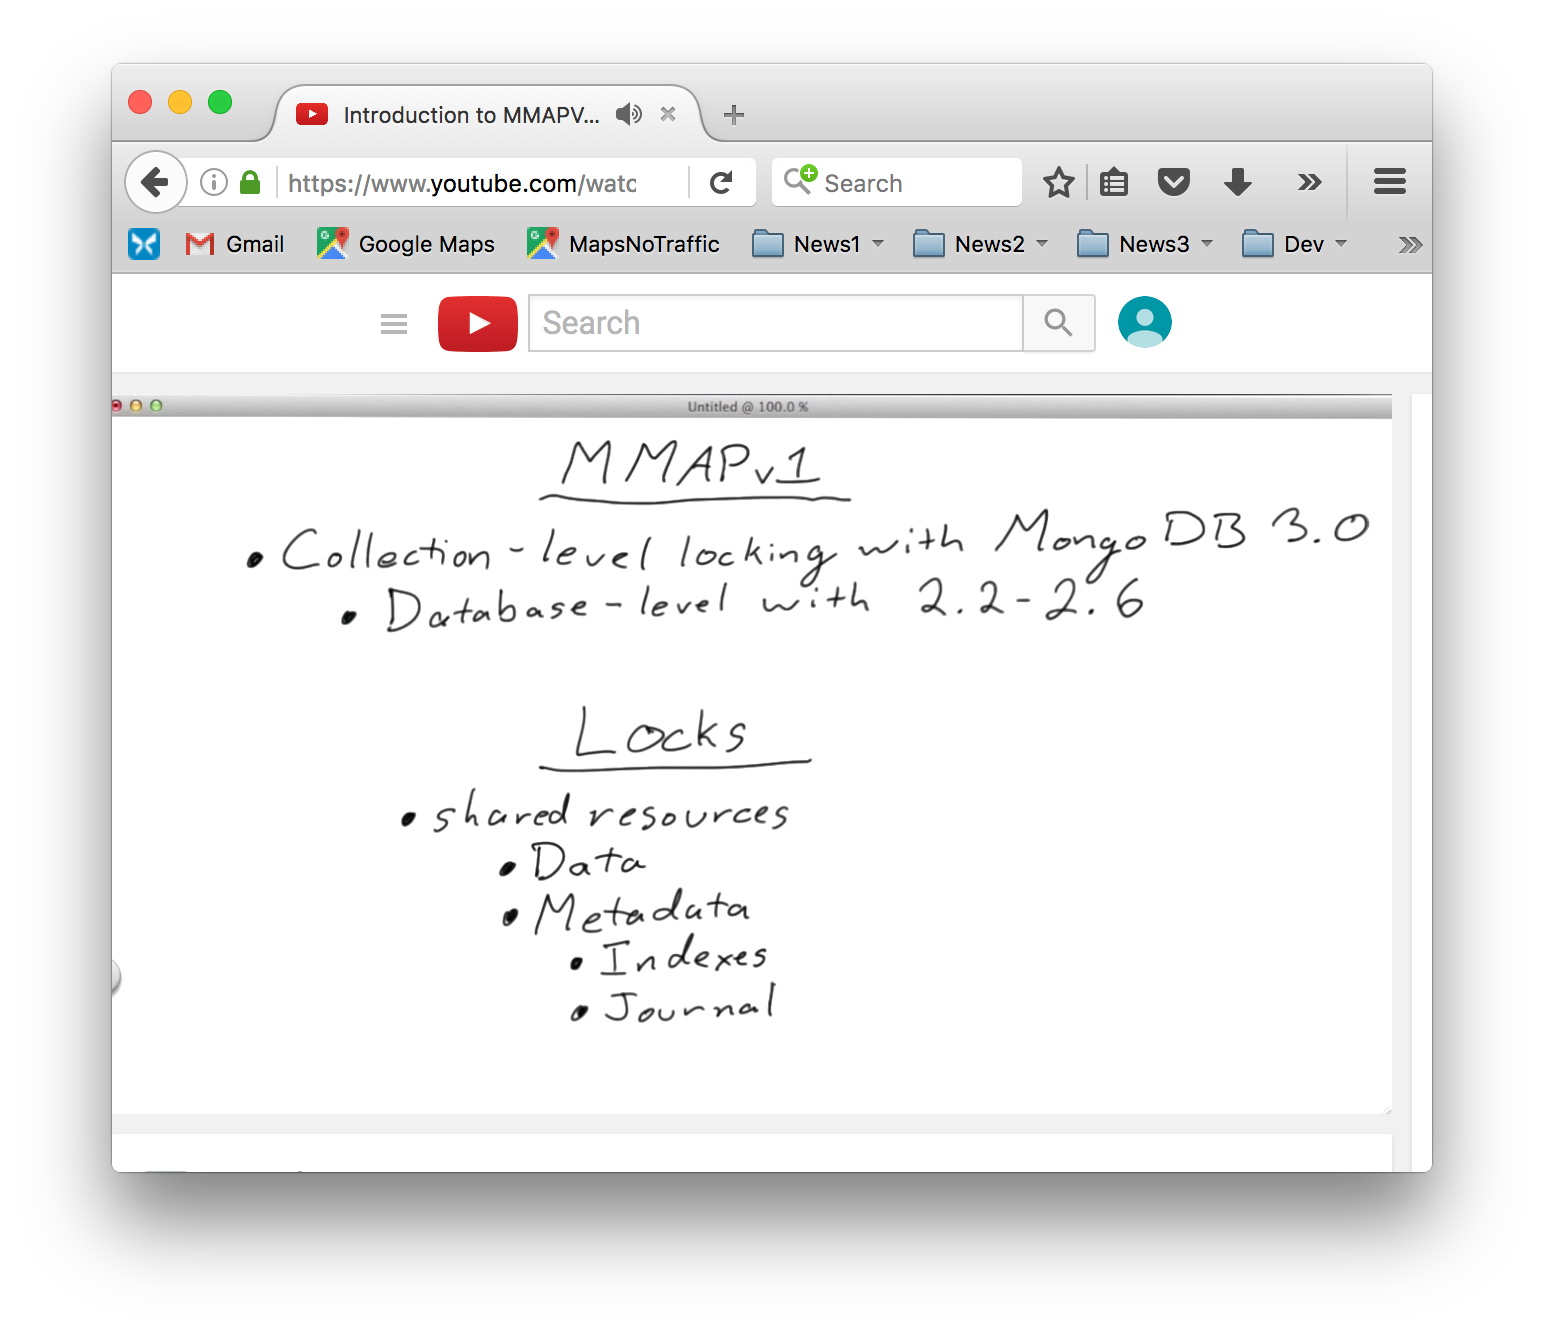 Introduction to MMAPV...
https://www.youtube.com/watc
Search
Gmail
Google Maps
MapsNoTraffic
News1
News2
News3
Dev
Search
Untitled @ 100.0 %
MMAPv1
• Collection-level locking with MongoDB 3.0
• Database-level with 2.2-2.6
Locks
• shared resources
• Data
• Metadata
• Indexes
• Journal